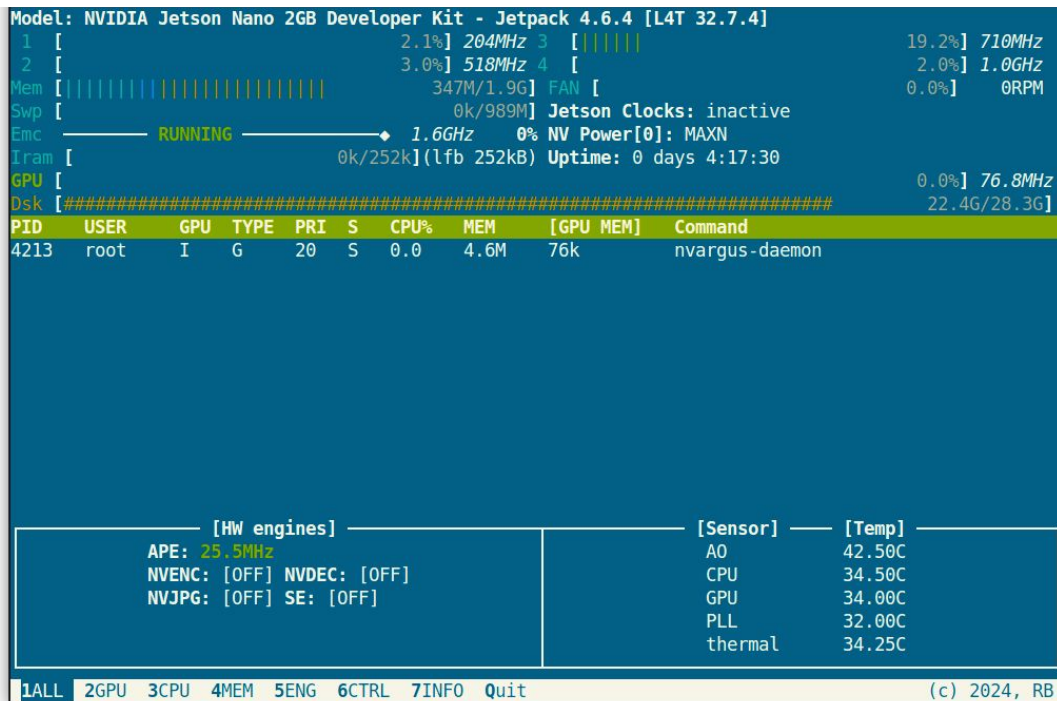 Model: NVIDIA Jetson Nano 2GB Developer Kit - Jetpack 4.6.4 [L4T 32.7.4]
1 [ 2.1%] 204MHz 3 [|||||| 19.2%] 710MHz
2 [ 3.0%] 518MHz 4 [ 2.0%] 1.0GHz
Mem [||||||||||||||||||||||||| 347M/1.9G] FAN [ 0.0%] 0RPM
Swp [ 0k/989M] Jetson Clocks: inactive
Emc RUNNING 1.6GHz 0% NV Power[0]: MAXN
Iram [ 0k/252k](lfb 252kB) Uptime: 0 days 4:17:30
GPU [ 0.0%] 76.8MHz
Dsk [######################################################################### 22.4G/28.3G]
PID USER GPU TYPE PRI S CPU% MEM [GPU MEM] Command
4213 root I G 20 S 0.0 4.6M 76k nvargus-daemon
[HW engines] [Sensor] [Temp]
APE: 25.5MHz AO 42.50C
NVENC: [OFF] NVDEC: [OFF] CPU 34.50C
NVJPG: [OFF] SE: [OFF] GPU 34.00C
PLL 32.00C
thermal 34.25C
1ALL 2GPU 3CPU 4MEM 5ENG 6CTRL 7INFO Quit (c) 2024, RB